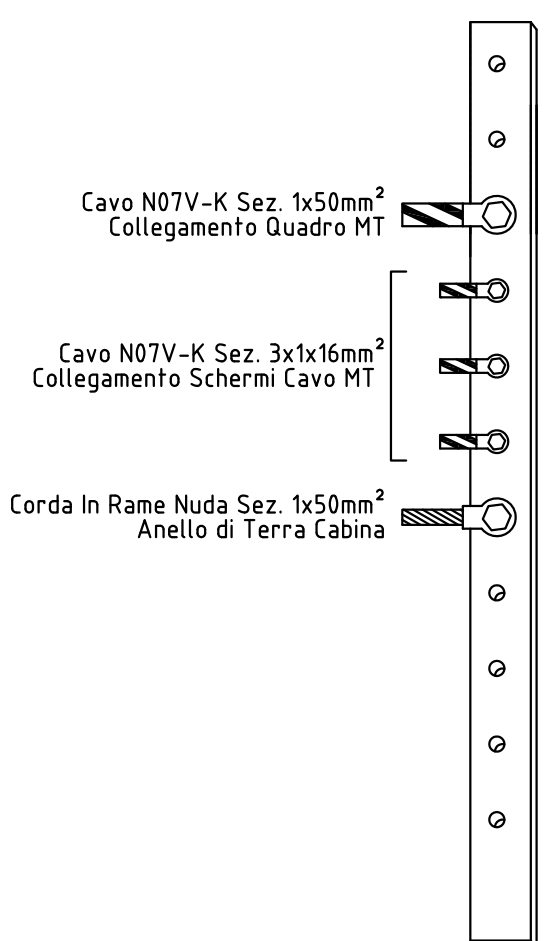 Cavo N07V-K Sez. 1x50mm²
Collegamento Quadro MT
Cavo N07V-K Sez. 3x1x16mm²
Collegamento Schermi Cavo MT
Corda In Rame Nuda Sez. 1x50mm²
Anello di Terra Cabina